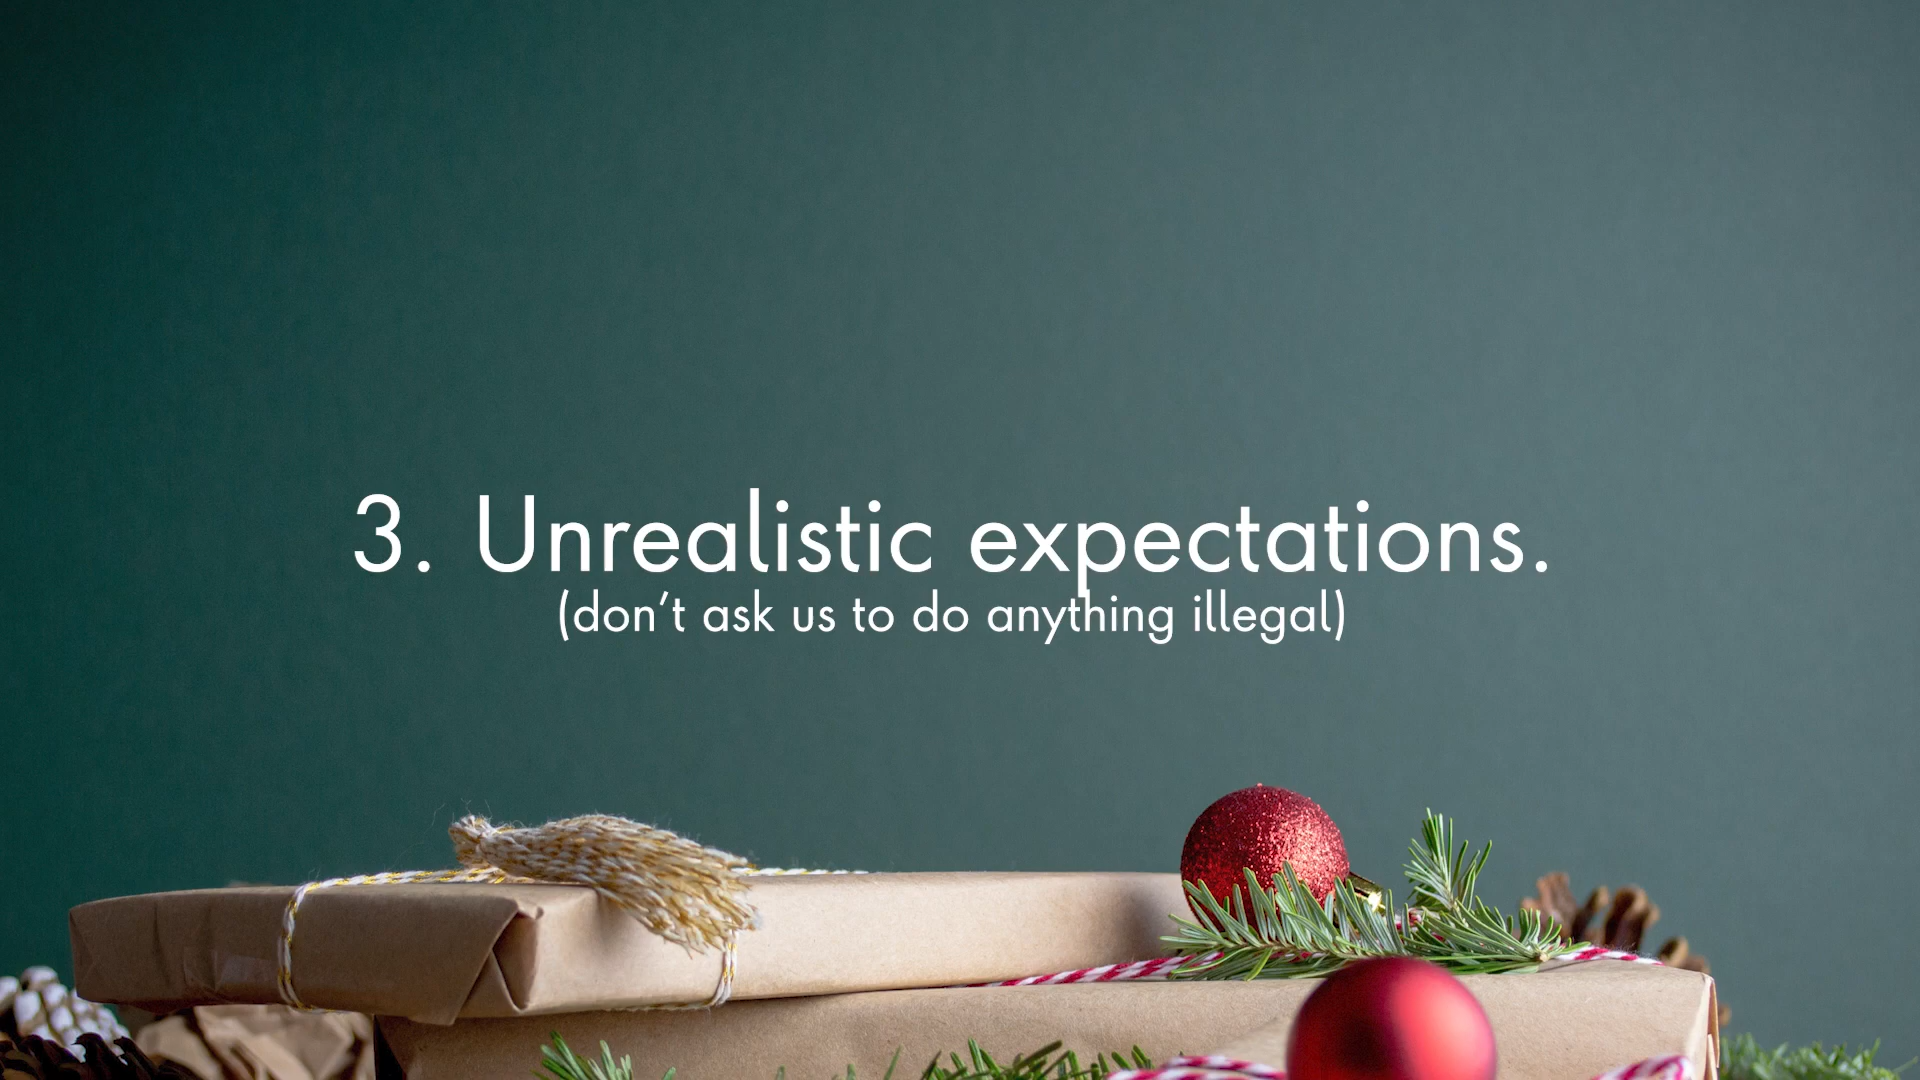 3. Unrealistic expectations.
(don’t ask us to do anything illegal)